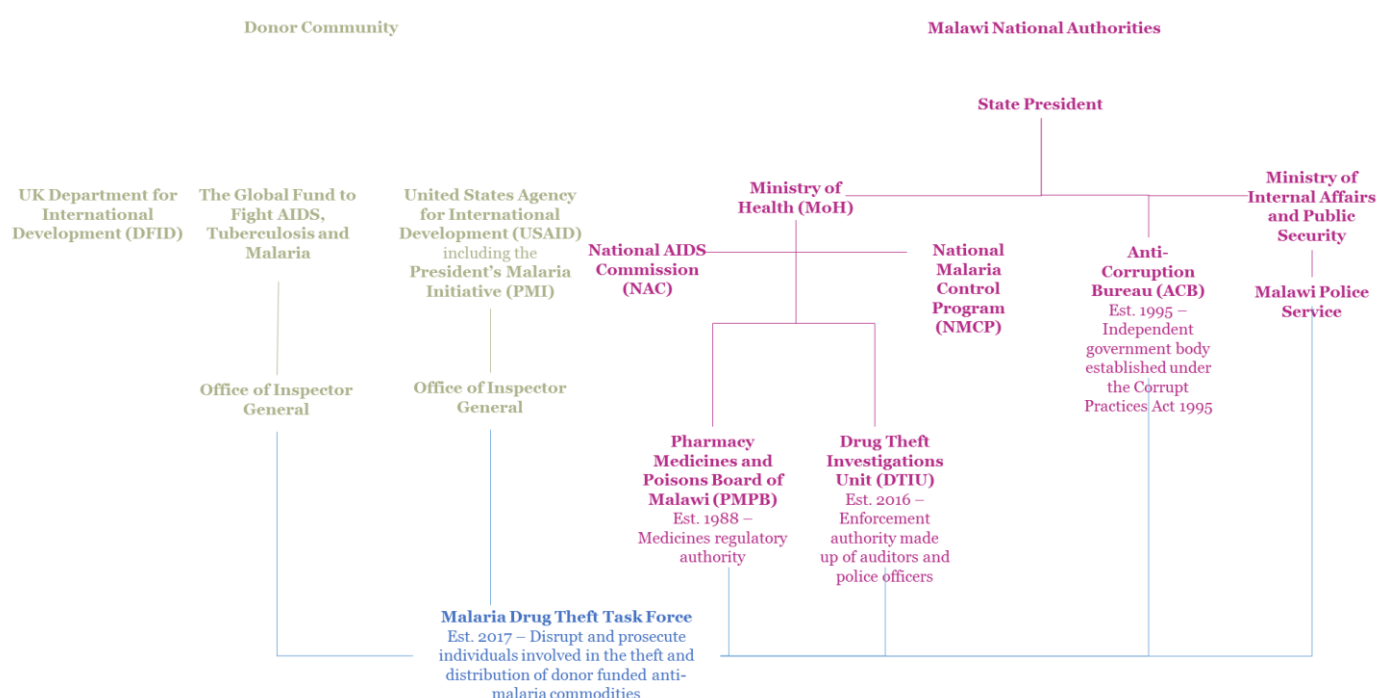 Donor Community
Malawi National Authorities
State President
UK Department for
International
Development (DFID)
The Global Fund to
Fight AIDS,
Tuberculosis and
Malaria
United States Agency
for International
Development (USAID)
including the
President's Malaria
Initiative (PMI)
Ministry of
Health (MoH)
Ministry of
Internal Affairs
and Public
Security
National AIDS
Commission
(NAC)
National
Malaria
Control
Program
(NMCP)
Anti-
Corruption
Bureau (ACB)
Est. 1995 –
Independent
government body
established under
the Corrupt
Practices Act 1995
Malawi Police
Service
Office of Inspector
General
Office of Inspector
General
Pharmacy
Medicines and
Poisons Board of
Malawi (PMPB)
Est. 1988 –
Medicines regulatory
authority
Drug Theft
Investigations
Unit (DTIU)
Est. 2016 –
Enforcement
authority made
up of auditors and
police officers
Malaria Drug Theft Task Force
Est. 2017 – Disrupt and prosecute
individuals involved in the theft and
distribution of donor funded anti-
malaria commodities